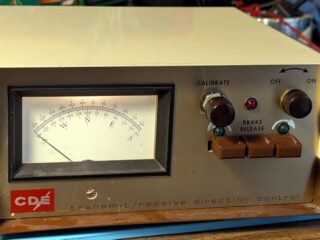 CALIBRATE
OFF ON
BRAKE
RELEASE
W N E
CDE
transmit/receive direction control